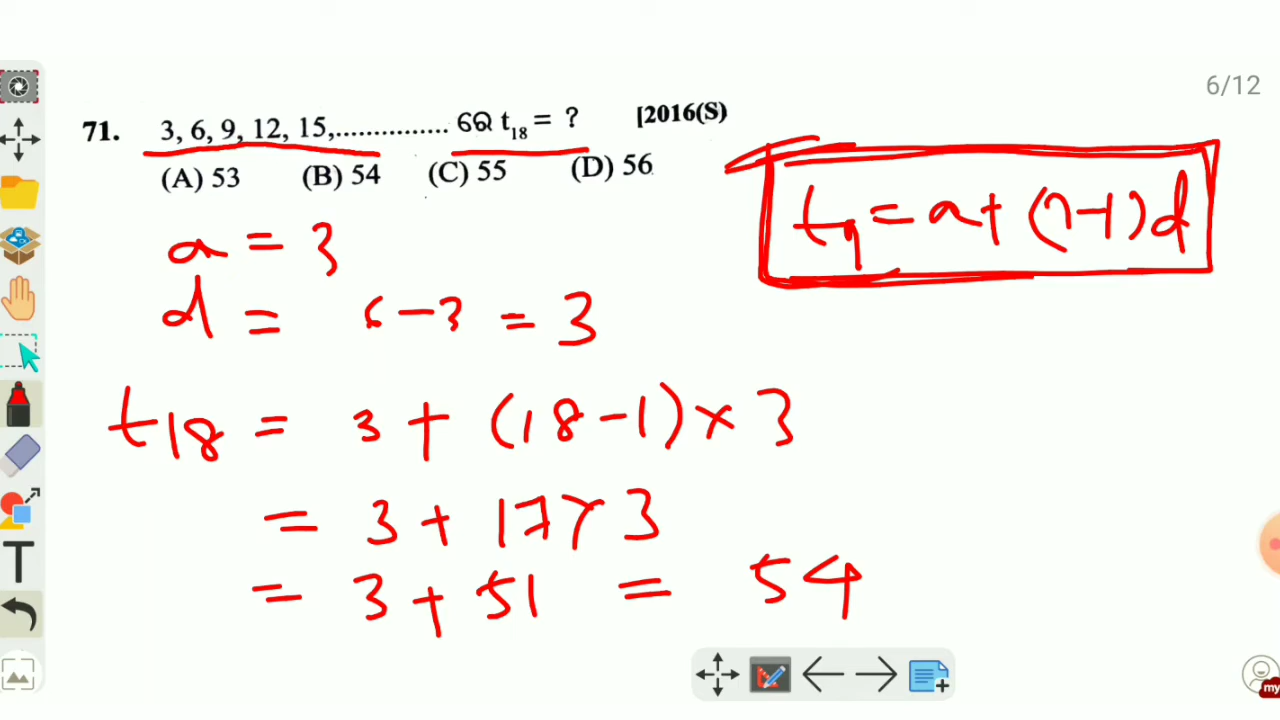 6/12
71. 3, 6, 9, 12, 15,................ ରେ t18 = ? [2016(S)
(A) 53 (B) 54 (C) 55 (D) 56
tn = a + (n-1)d
a = 3
d = 6 - 3 = 3
t18 = 3 + (18-1) × 3
= 3 + 17 × 3
= 3 + 51 = 54
T
my